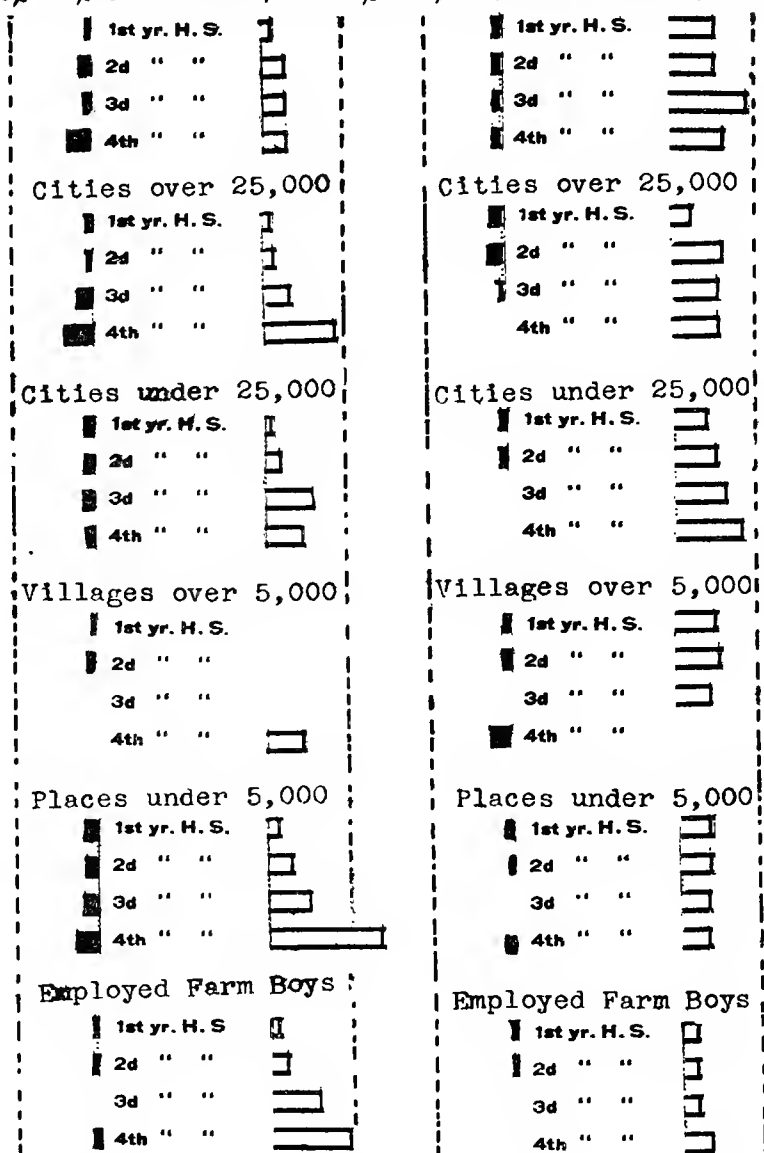 1st yr. H. S.
2d " "
3d " "
4th " "
Cities over 25,000
1st yr. H. S.
2d " "
3d " "
4th " "
Cities under 25,000
1st yr. H. S.
2d " "
3d " "
4th " "
Villages over 5,000
1st yr. H. S.
2d " "
3d " "
4th " "
Places under 5,000
1st yr. H. S.
2d " "
3d " "
4th " "
Employed Farm Boys
1st yr. H. S
2d " "
3d " "
4th " "
1st yr. H. S.
2d " "
3d " "
4th " "
Cities over 25,000
1st yr. H. S.
2d " "
3d " "
4th " "
Cities under 25,000
1st yr. H. S.
2d " "
3d " "
4th " "
Villages over 5,000
1st yr. H. S.
2d " "
3d " "
4th " "
Places under 5,000
1st yr. H. S.
2d " "
3d " "
4th " "
Employed Farm Boys
1st yr. H. S.
2d " "
3d " "
4th " "